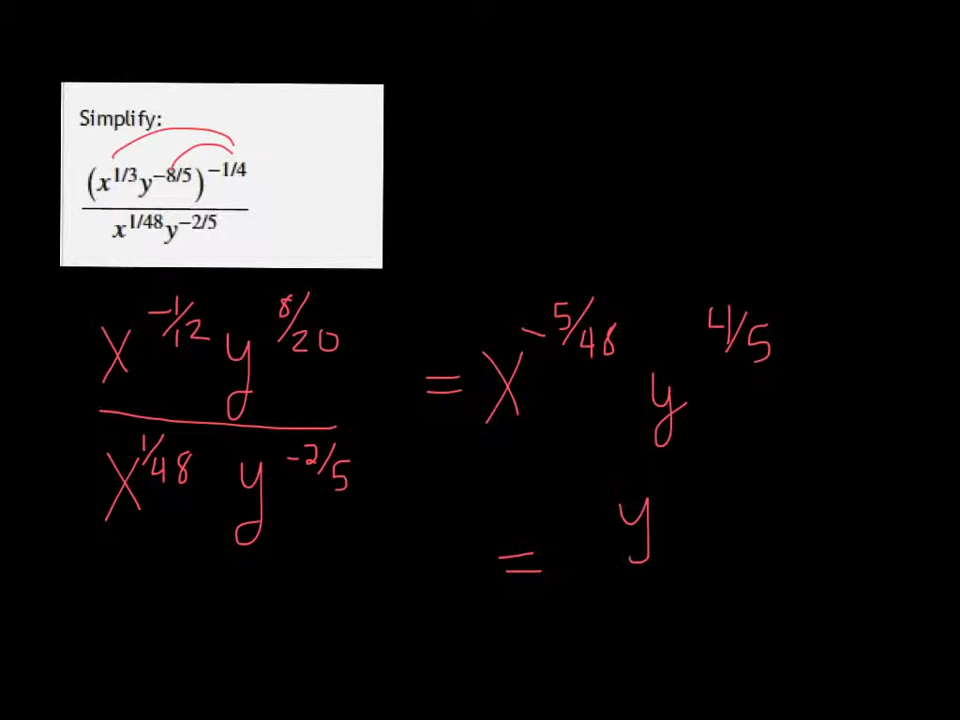 Simplify:
(x^{1/3}y^{-8/5})^{-1/4}
x^{1/48}y^{-2/5}
x^{-1/12} y^{8/20}
x^{1/48} y^{-2/5}
= x^{-5/48} y^{4/5}
= y